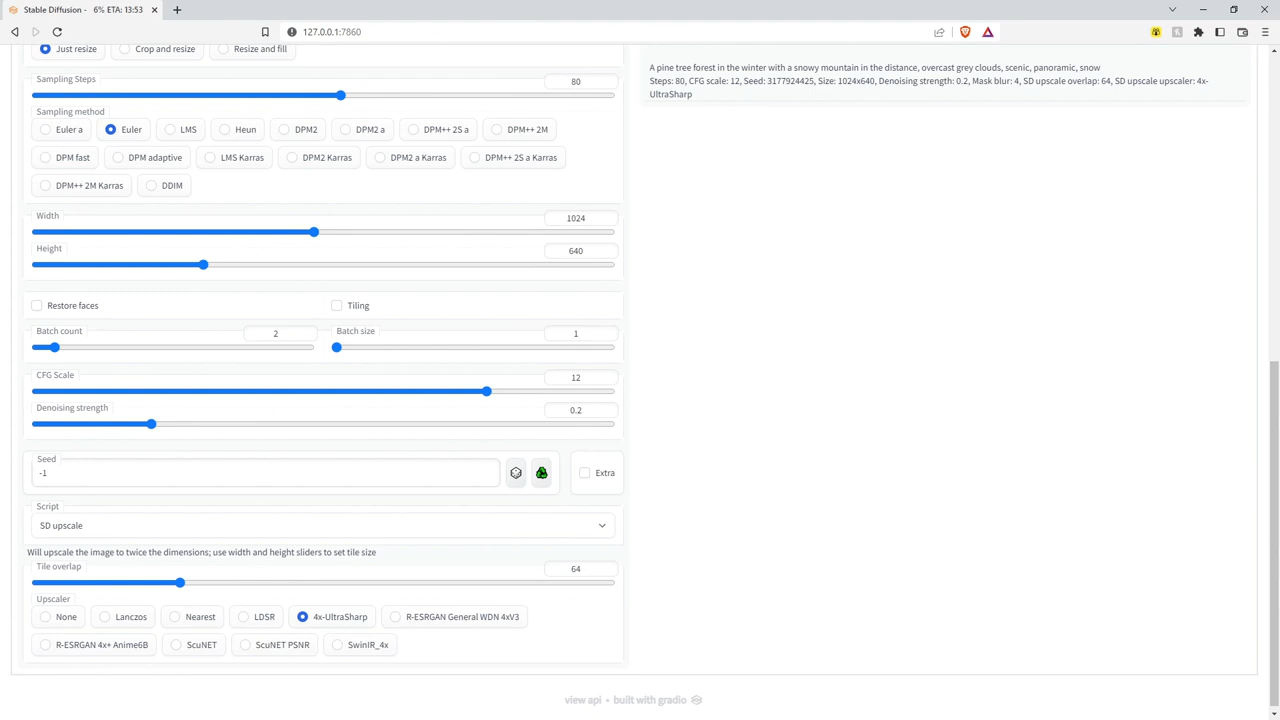 Stable Diffusion - 6% ETA: 13:53
127.0.0.1:7860
Just resize Crop and resize Resize and fill
Sampling Steps 80
Sampling method
Euler a Euler LMS Heun DPM2 DPM2 a DPM++ 2S a DPM++ 2M
DPM fast DPM adaptive LMS Karras DPM2 Karras DPM2 a Karras DPM++ 2S a Karras
DPM++ 2M Karras DDIM
Width 1024
Height 640
Restore faces Tiling
Batch count 2 Batch size 1
CFG Scale 12
Denoising strength 0.2
Seed
-1
Extra
Script
SD upscale
Will upscale the image to twice the dimensions; use width and height sliders to set tile size
Tile overlap 64
Upscaler
None Lanczos Nearest LDSR 4x-UltraSharp R-ESRGAN General WDN 4xV3
R-ESRGAN 4x+ Anime6B ScuNET ScuNET PSNR SwinIR_4x
A pine tree forest in the winter with a snowy mountain in the distance, overcast grey clouds, scenic, panoramic, snow
Steps: 80, CFG scale: 12, Seed: 3177924425, Size: 1024x640, Denoising strength: 0.2, Mask blur: 4, SD upscale overlap: 64, SD upscale upscaler: 4x-
UltraSharp
view api • built with gradio